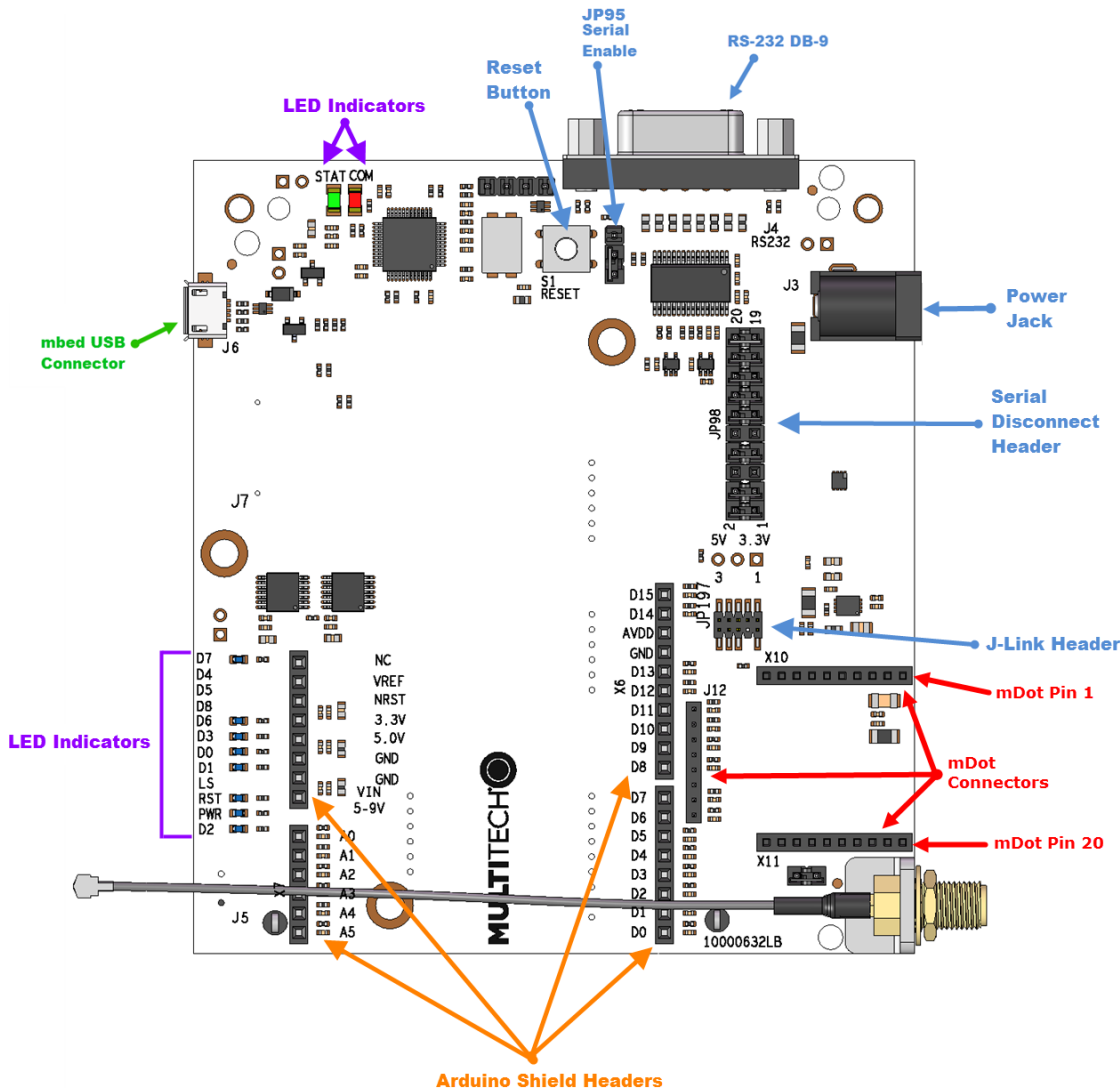 JP95
Serial
Enable
RS-232 DB-9
Reset
Button
LED Indicators
STAT COM
J4
RS232
S1
RESET
J3
Power
Jack
mbed USB
Connector
J6
20 19
JP98
Serial
Disconnect
Header
J7
2 1
5V 3.3V
3 1
JP197
J-Link Header
D15
D14
AVDD
GND
D13
D12
D11
D10
D9
D8
X6
J12
X10
mDot Pin 1
mDot
Connectors
mDot Pin 20
X11
LED Indicators
D7
D4
D5
D8
D6
D3
D0
D1
LS
RST
PWR
D2
NC
VREF
NRST
3.3V
5.0V
GND
GND
VIN
5-9V
A0
A1
A2
A3
A4
A5
X7
J5
MULTITECH
D7
D6
D5
D4
D3
D2
D1
D0
10000632LB
Arduino Shield Headers